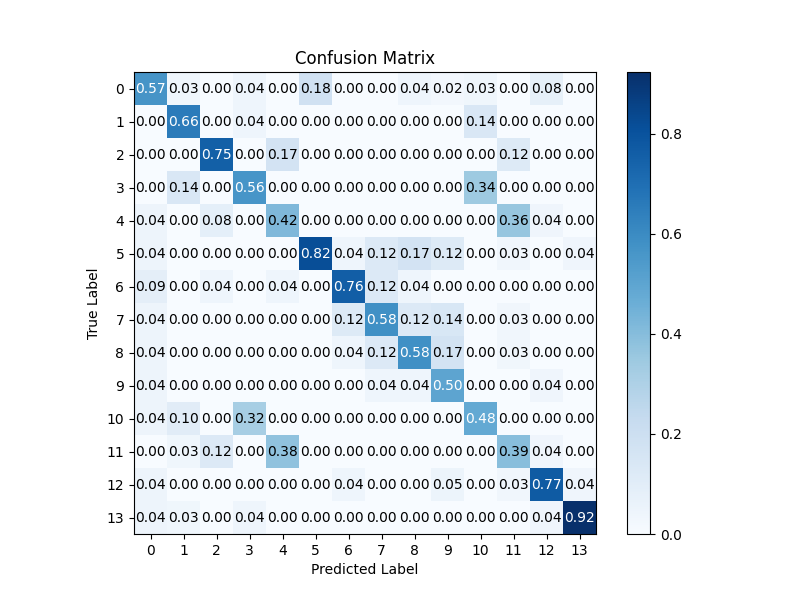 Confusion Matrix
0 0.57 0.03 0.00 0.04 0.00 0.18 0.00 0.00 0.04 0.02 0.03 0.00 0.08 0.00
1 0.00 0.66 0.00 0.04 0.00 0.00 0.00 0.00 0.00 0.00 0.14 0.00 0.00 0.00
2 0.00 0.00 0.75 0.00 0.17 0.00 0.00 0.00 0.00 0.00 0.00 0.12 0.00 0.00
3 0.00 0.14 0.00 0.56 0.00 0.00 0.00 0.00 0.00 0.00 0.34 0.00 0.00 0.00
4 0.04 0.00 0.08 0.00 0.42 0.00 0.00 0.00 0.00 0.00 0.00 0.36 0.04 0.00
5 0.04 0.00 0.00 0.00 0.00 0.82 0.04 0.12 0.17 0.12 0.00 0.03 0.00 0.04
6 0.09 0.00 0.04 0.00 0.04 0.00 0.76 0.12 0.04 0.00 0.00 0.00 0.00 0.00
7 0.04 0.00 0.00 0.00 0.00 0.00 0.12 0.58 0.12 0.14 0.00 0.03 0.00 0.00
8 0.04 0.00 0.00 0.00 0.00 0.00 0.04 0.12 0.58 0.17 0.00 0.03 0.00 0.00
9 0.04 0.00 0.00 0.00 0.00 0.00 0.00 0.04 0.04 0.50 0.00 0.00 0.04 0.00
10 0.04 0.10 0.00 0.32 0.00 0.00 0.00 0.00 0.00 0.00 0.48 0.00 0.00 0.00
11 0.00 0.03 0.12 0.00 0.38 0.00 0.00 0.00 0.00 0.00 0.00 0.39 0.04 0.00
12 0.04 0.00 0.00 0.00 0.00 0.00 0.04 0.00 0.00 0.05 0.00 0.03 0.77 0.04
13 0.04 0.03 0.00 0.04 0.00 0.00 0.00 0.00 0.00 0.00 0.00 0.00 0.04 0.92
0 1 2 3 4 5 6 7 8 9 10 11 12 13
Predicted Label
True Label
0.8
0.6
0.4
0.2
0.0